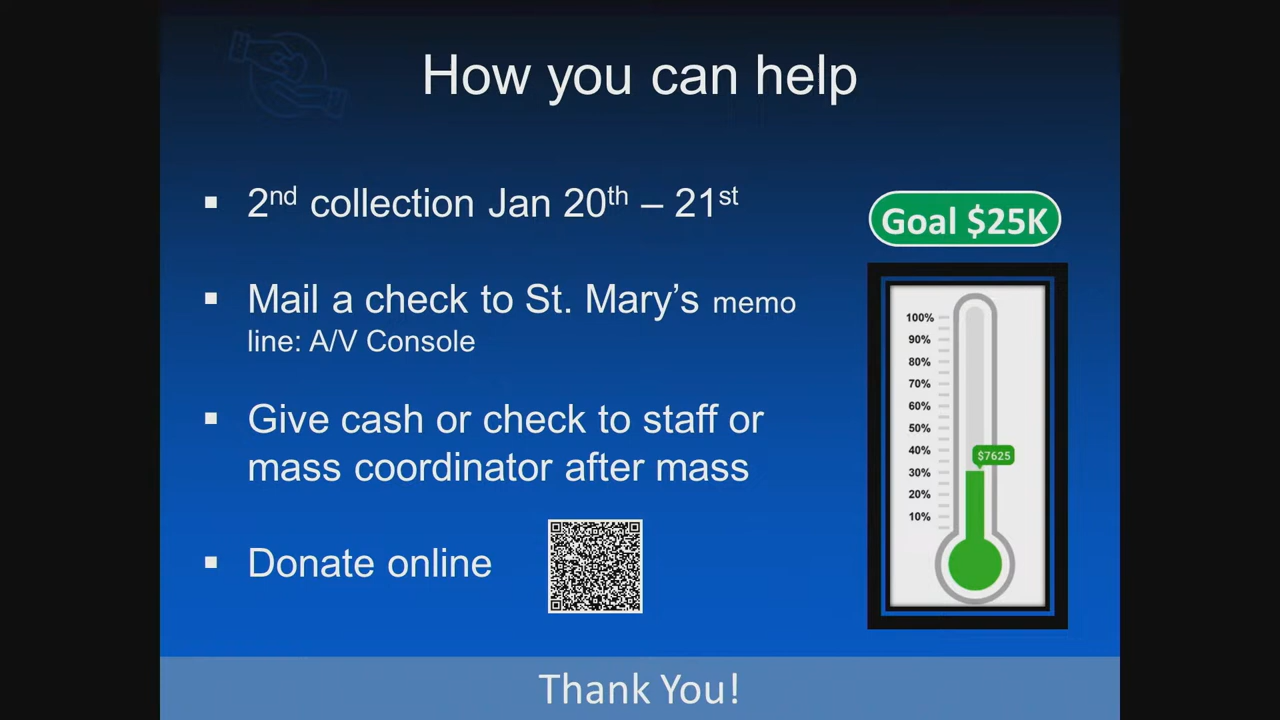 How you can help
▪ 2nd collection Jan 20th – 21st
▪ Mail a check to St. Mary’s memo
line: A/V Console
▪ Give cash or check to staff or
mass coordinator after mass
▪ Donate online
Goal $25K
100%
90%
80%
70%
60%
50%
40%
$7625
30%
20%
10%
Thank You!